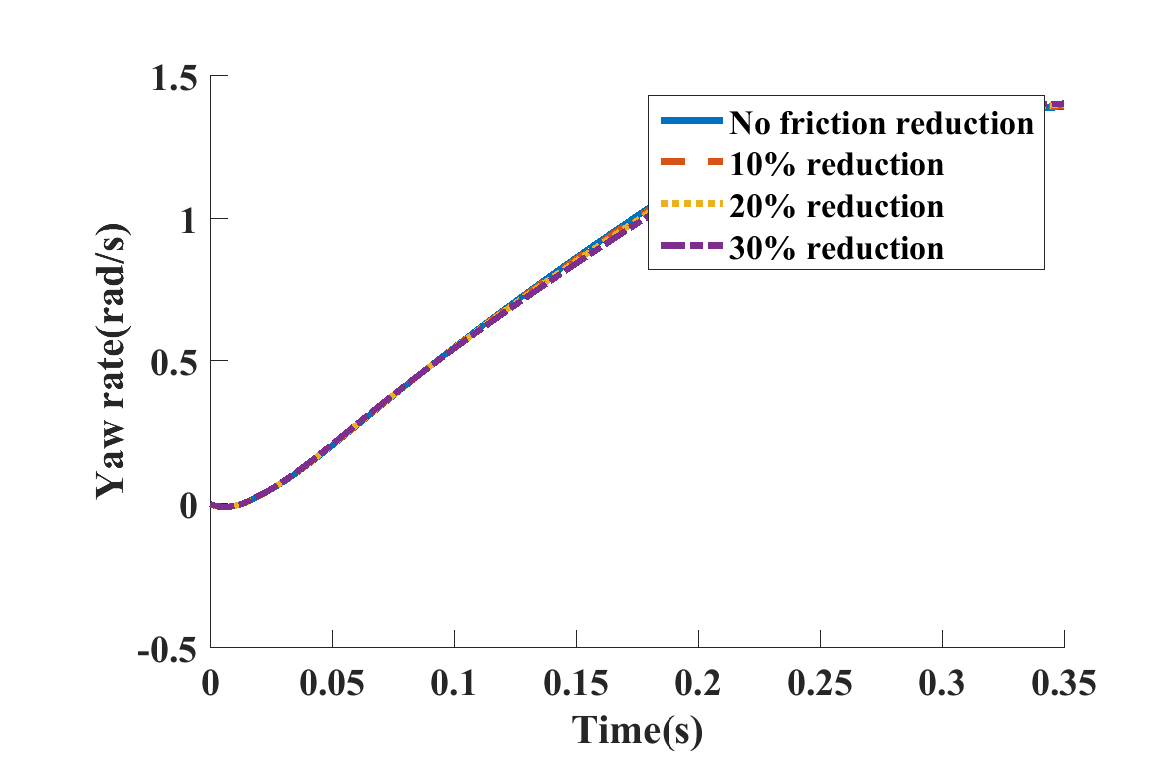 1.5
No friction reduction
10% reduction
20% reduction
30% reduction
1
0.5
0
-0.5
Yaw rate(rad/s)
0 0.05 0.1 0.15 0.2 0.25 0.3 0.35
Time(s)